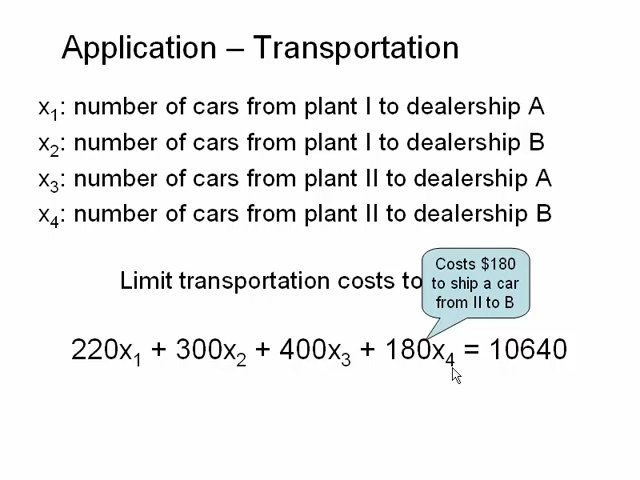 Application – Transportation
x₁: number of cars from plant I to dealership A
x₂: number of cars from plant I to dealership B
x₃: number of cars from plant II to dealership A
x₄: number of cars from plant II to dealership B
Costs $180
to ship a car
from II to B
Limit transportation costs to
220x₁ + 300x₂ + 400x₃ + 180x₄ = 10640